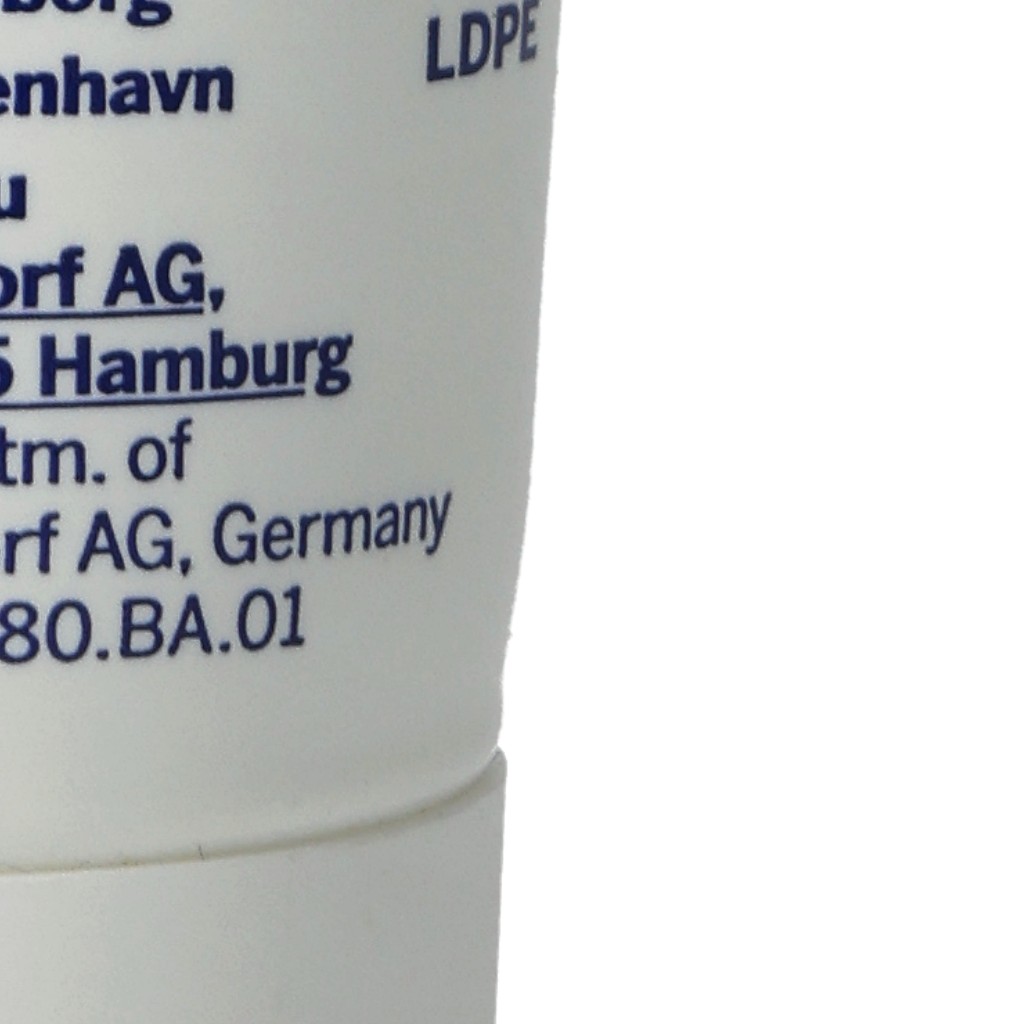 LDPE
enhavn
orf AG,
5 Hamburg
tm. of
rf AG, Germany
80.BA.01